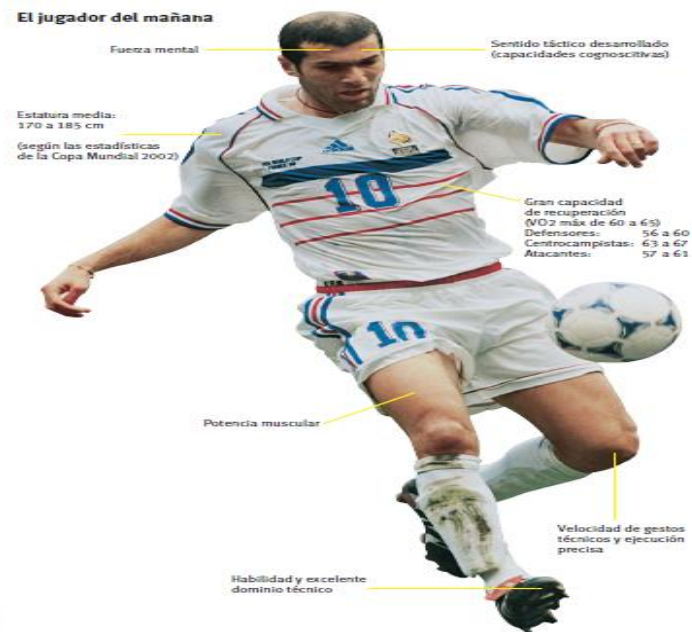 El jugador del mañana
Fuerza mental
Sentido táctico desarrollado
(capacidades cognoscitivas)
Estatura media:
170 a 185 cm
(según las estadísticas
de la Copa Mundial 2002)
adidas
10
Gran capacidad
de recuperación
(VO2 máx de 60 a 65)
Defensores: 56 a 60
Centrocampistas: 63 a 67
Atacantes: 57 a 61
10
Potencia muscular
Velocidad de gestos
técnicos y ejecución
precisa
Habilidad y excelente
dominio técnico